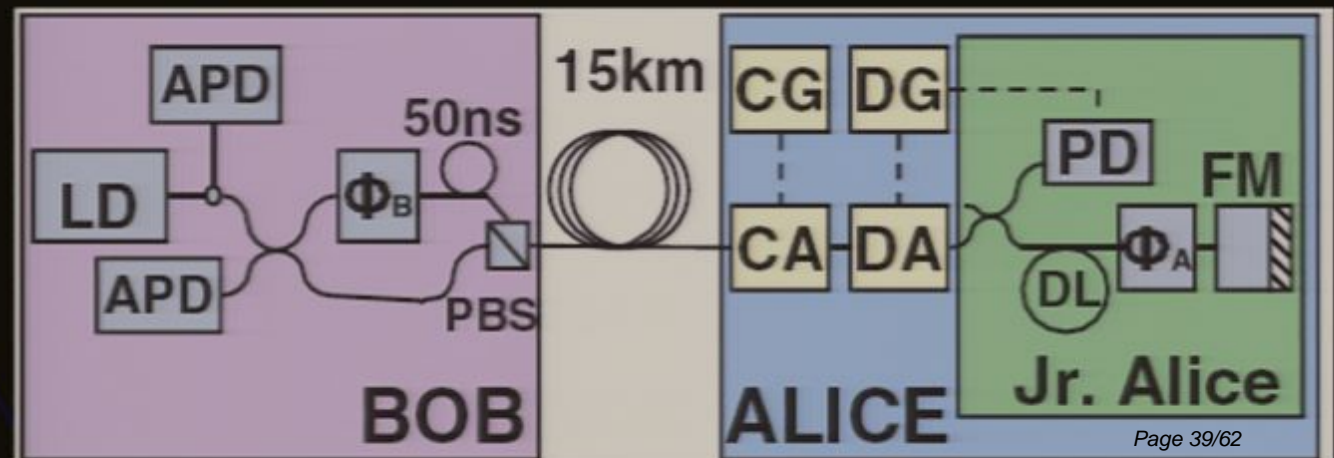 APD
50ns
LD
ΦB
APD
PBS
BOB
15km
CG
DG
CA
DA
PD
FM
DL
ΦA
Jr. Alice
ALICE
Page 39/62